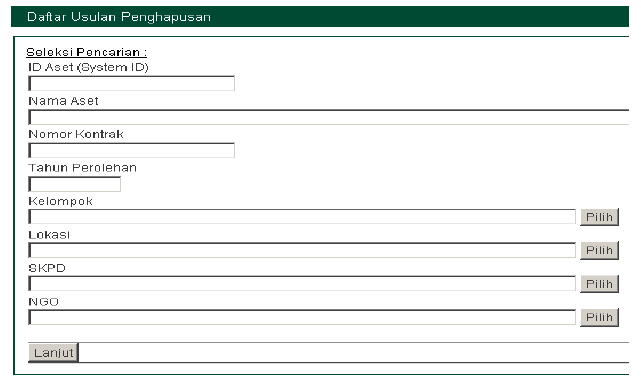 Daftar Usulan Penghapusan
Seleksi Pencarian :
ID Aset (System ID)
Nama Aset
Nomor Kontrak
Tahun Perolehan
Kelompok
Pilih
Lokasi
Pilih
SKPD
Pilih
NGO
Pilih
Lanjut